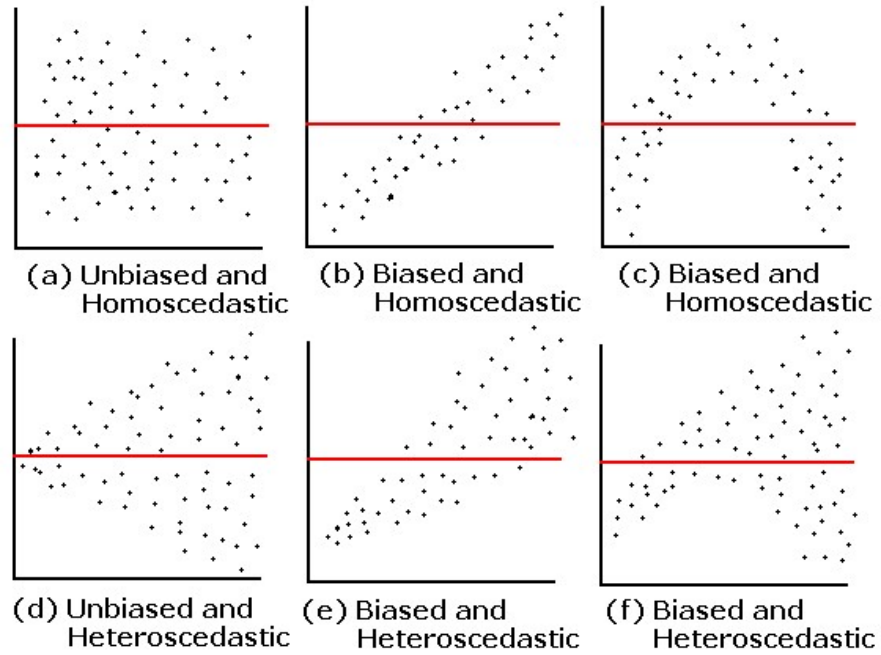 (a) Unbiased and
Homoscedastic
(b) Biased and
Homoscedastic
(c) Biased and
Homoscedastic
(d) Unbiased and
Heteroscedastic
(e) Biased and
Heteroscedastic
(f) Biased and
Heteroscedastic